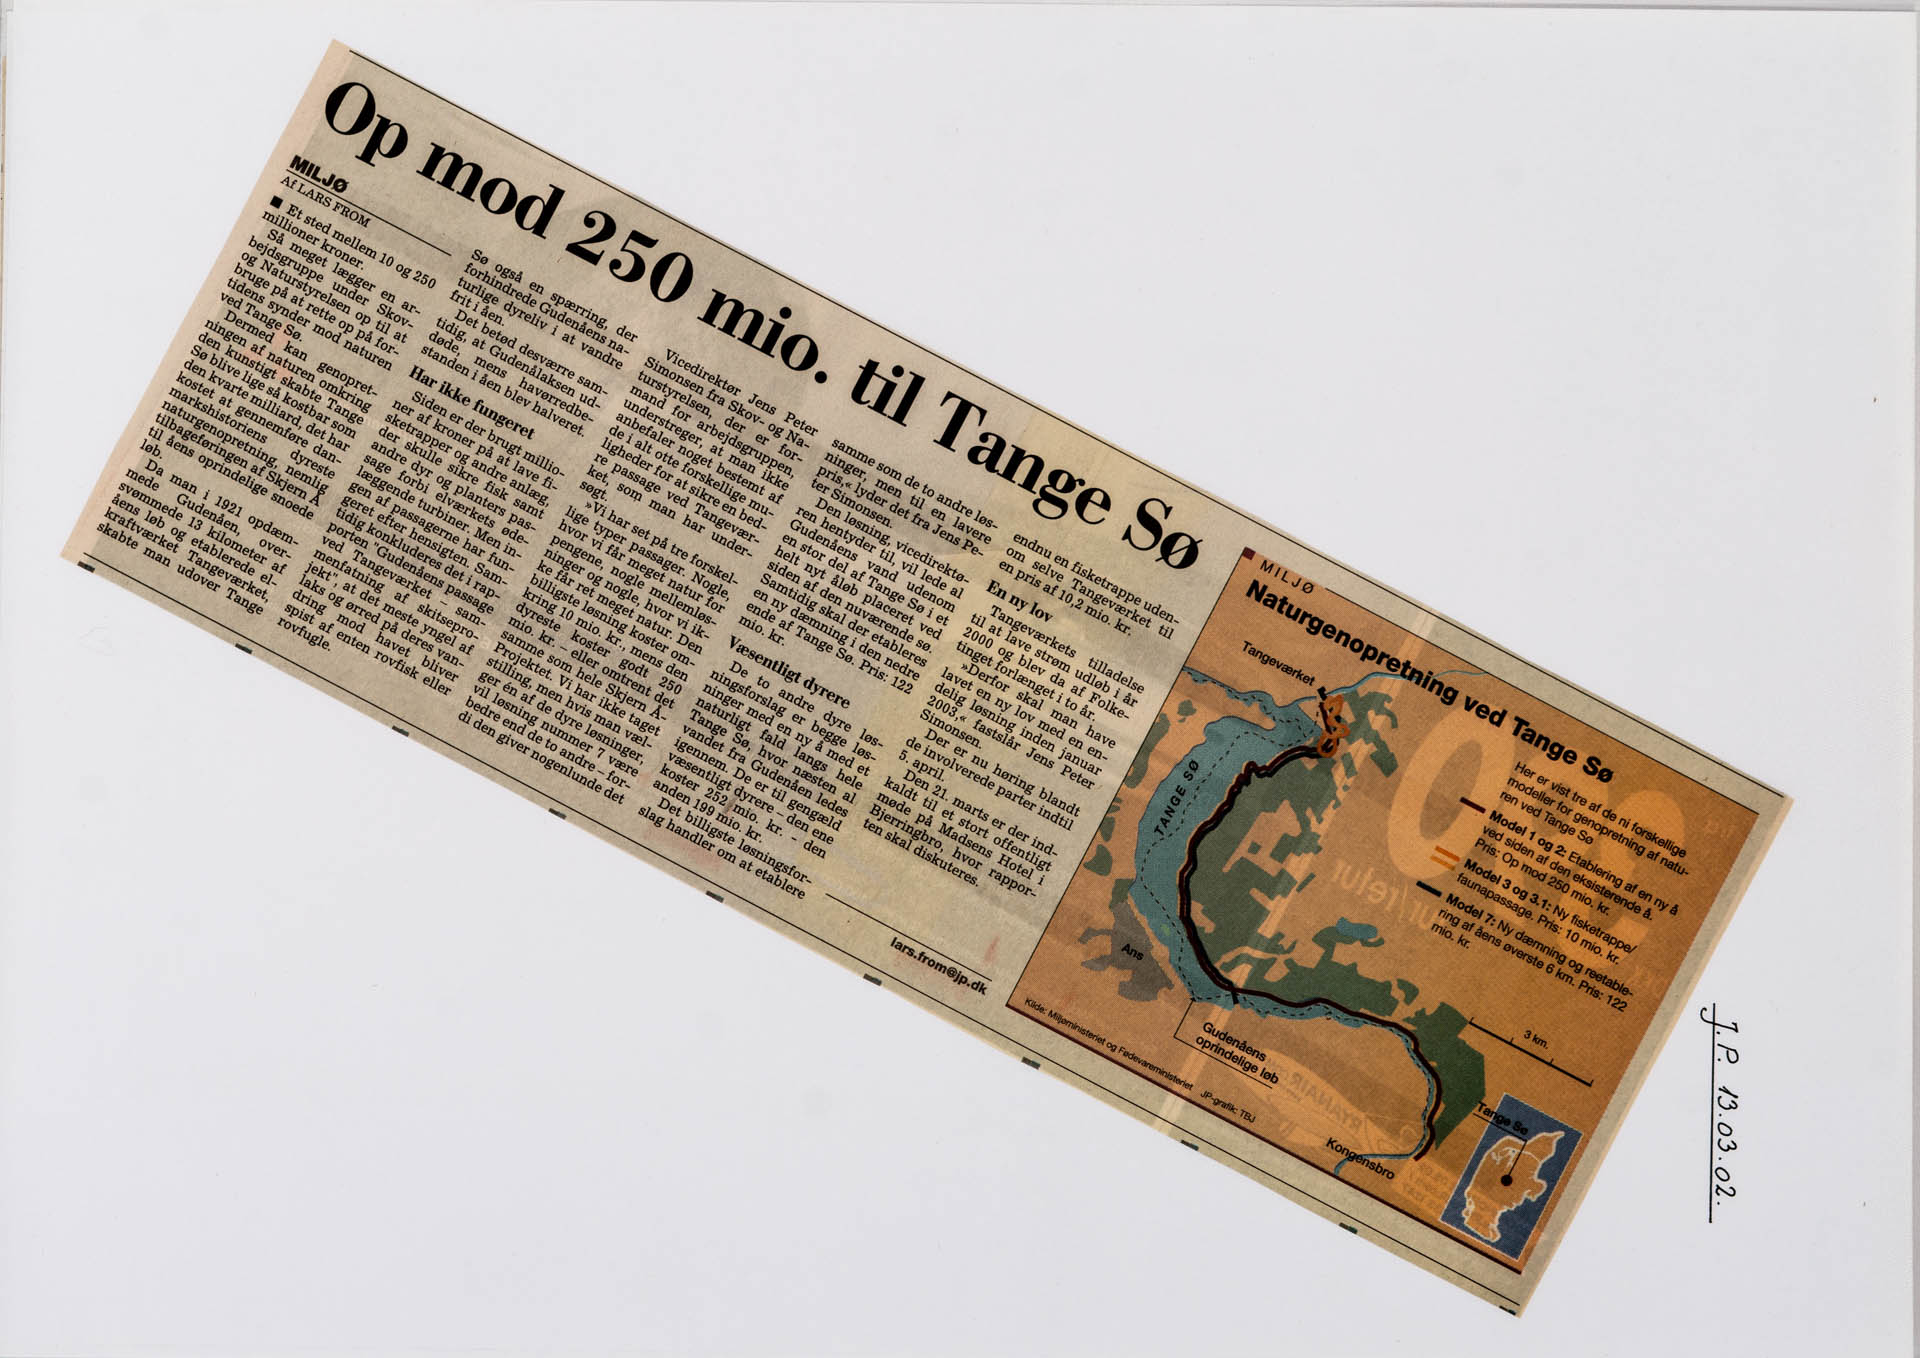 Op mod 250 mio. til Tange Sø
MILJØ
Af LARS FROM
■ Et sted mellem 10 og 250
millioner kroner.
Så meget lægger en ar-
bejdsgruppe under Skov-
og Naturstyrelsen op til at
bruge på at rette op på for-
tidens synder mod naturen
ved Tange Sø.
Dermed kan genopret-
ningen af naturen omkring
den kunstigt skabte Tange
Sø blive lige så kostbar som
den kvarte milliard, det har
kostet at gennemføre dan-
markshistoriens dyreste
naturgenopretning, nemlig
tilbageføringen af Skjern Å
til åens oprindelige snoede
løb.
Da man i 1921 opdæm-
mede Gudenåen, over-
svømmede 13 kilometer af
åens løb og etablerede el-
kraftværket Tangeværket,
skabte man udover Tange
Sø også en spærring, der
forhindrede Gudenåens na-
turlige dyreliv i at vandre
frit i åen.
Det betød desværre sam-
tidig, at Gudenålaksen ud-
døde, mens havørredbe-
standen i åen blev halveret.
Har ikke fungeret
Siden er der brugt millio-
ner af kroner på at lave fi-
sketrapper og andre anlæg,
der skulle sikre fisk samt
andre dyr og planters pas-
sage forbi elværkets øde-
læggende turbiner. Men in-
gen af passagerne har fun-
geret efter hensigten. Sam-
tidig konkluderes det i rap-
porten "Gudenåens passage
ved Tangeværket – sam-
menfatning af skitsepro-
jekt", at det meste yngel af
laks og ørred på deres van-
dring mod havet bliver
spist af enten rovfisk eller
rovfugle.
Vicedirektør Jens Peter
Simonsen fra Skov- og Na-
turstyrelsen, der er for-
mand for arbejdsgruppen,
understreger, at man ikke
anbefaler noget bestemt af
de i alt otte forskellige mu-
ligheder for at sikre en bed-
re passage ved Tangevær-
ket, som man har under-
søgt.
»Vi har set på tre forskel-
lige typer passager. Nogle,
hvor vi får meget natur for
pengene, nogle mellemløs-
ninger og nogle, hvor vi ik-
ke får ret meget natur. Den
billigste løsning koster om-
kring 10 mio. kr., mens den
dyreste koster godt 250
mio. kr. – eller omtrent det
samme som hele Skjern Å-
Projektet. Vi har ikke taget
stilling, men hvis man væl-
ger én af de dyre løsninger,
vil løsning nummer 7 være
bedre end de to andre – for-
di den giver nogenlunde det
samme som de to andre løs-
ninger, men til en lavere
pris,« lyder det fra Jens Pe-
ter Simonsen.
Den løsning, vicedirektø-
ren hentyder til, vil lede al
Gudenåens vand udenom
en stor del af Tange Sø i et
helt nyt åløb placeret ved
siden af den nuværende sø.
Samtidig skal der etableres
en ny dæmning i den nedre
ende af Tange Sø. Pris: 122
mio. kr.
Væsentligt dyrere
De to andre dyre løs-
ningsforslag er begge løs-
ninger med en ny å med et
naturligt fald langs hele
Tange Sø, hvor næsten al
vandet fra Gudenåen ledes
igennem. De er til gengæld
væsentligt dyrere – den ene
koster 252 mio. kr. – den
anden 199 mio. kr.
Det billigste løsningsfor-
slag handler om at etablere
endnu en fisketrappe uden-
om selve Tangeværket til
en pris af 10,2 mio. kr.
En ny lov
Tangeværkets tilladelse
til at lave strøm udløb i år
2000 og blev da af Folke-
tinget forlænget i to år.
»Derfor skal man have
lavet en ny lov med en en-
delig løsning inden januar
2003,« fastslår Jens Peter
Simonsen.
Der er nu høring blandt
de involverede parter indtil
5. april.
Den 21. marts er der ind-
kaldt til et stort offentligt
møde på Madsens Hotel i
Bjerringbro, hvor rappor-
ten skal diskuteres.
lars.from@jp.dk
MILJØ
Naturgenopretning ved Tange Sø
Her er vist tre af de ni forskellige
modeller for genopretning af natu-
ren ved Tange Sø
Model 1 og 2: Etablering af en ny å
ved siden af den eksisterende å.
Pris: Op mod 250 mio. kr.
Model 3 og 3.1: Ny fisketrappe/
faunapassage. Pris: 10 mio. kr.
Model 7: Ny dæmning og reetable-
ring af åens øverste 6 km. Pris: 122
mio. kr.
Tangeværket
TANGE SØ
Ans
Gudenåens
oprindelige løb
3 km.
Kongensbro
Tange Sø
Kilde: Miljøministeriet og Fødevareministeriet JP-grafik: TBJ
J.P. 13.03.02.